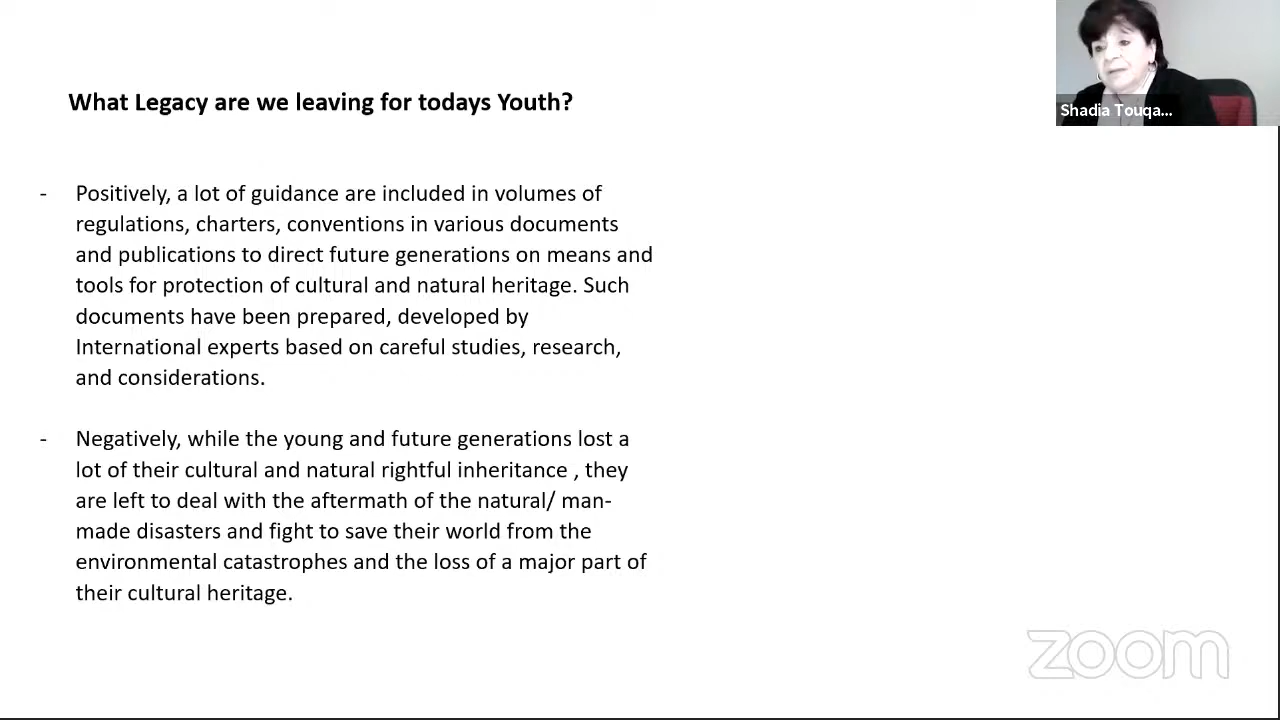 What Legacy are we leaving for todays Youth?
Shadia Touqa...
- Positively, a lot of guidance are included in volumes of
regulations, charters, conventions in various documents
and publications to direct future generations on means and
tools for protection of cultural and natural heritage. Such
documents have been prepared, developed by
International experts based on careful studies, research,
and considerations.
- Negatively, while the young and future generations lost a
lot of their cultural and natural rightful inheritance , they
are left to deal with the aftermath of the natural/ man-
made disasters and fight to save their world from the
environmental catastrophes and the loss of a major part of
their cultural heritage.
zoom